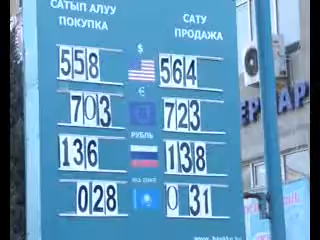 САТЫП АЛУУ САТУ
ПОКУПКА ПРОДАЖА
$
558 564
€
703 723
РУБЛЬ
136 138
028 031